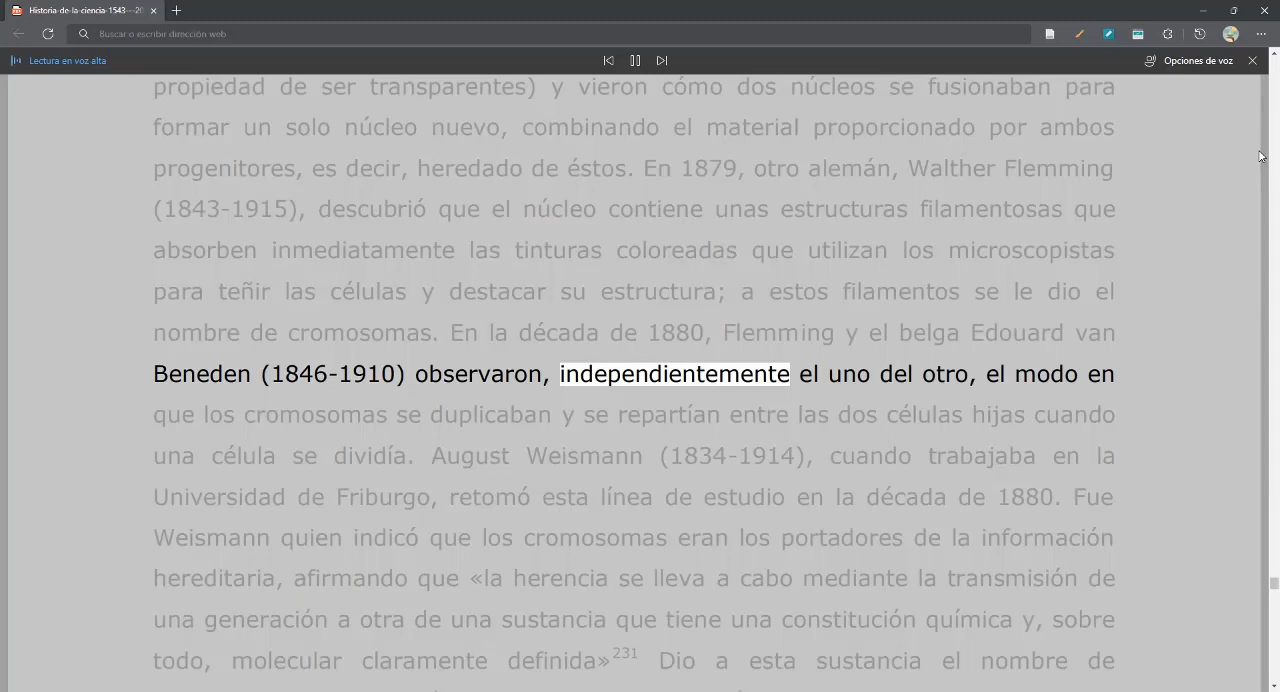 Historia-de-la-ciencia-1543---20
Buscar o escribir dirección web
Lectura en voz alta
Opciones de voz
propiedad de ser transparentes) y vieron cómo dos núcleos se fusionaban para
formar un solo núcleo nuevo, combinando el material proporcionado por ambos
progenitores, es decir, heredado de éstos. En 1879, otro alemán, Walther Flemming
(1843-1915), descubrió que el núcleo contiene unas estructuras filamentosas que
absorben inmediatamente las tinturas coloreadas que utilizan los microscopistas
para teñir las células y destacar su estructura; a estos filamentos se le dio el
nombre de cromosomas. En la década de 1880, Flemming y el belga Edouard van
Beneden (1846-1910) observaron, independientemente el uno del otro, el modo en
que los cromosomas se duplicaban y se repartían entre las dos células hijas cuando
una célula se dividía. August Weismann (1834-1914), cuando trabajaba en la
Universidad de Friburgo, retomó esta línea de estudio en la década de 1880. Fue
Weismann quien indicó que los cromosomas eran los portadores de la información
hereditaria, afirmando que «la herencia se lleva a cabo mediante la transmisión de
una generación a otra de una sustancia que tiene una constitución química y, sobre
todo, molecular claramente definida»231 Dio a esta sustancia el nombre de